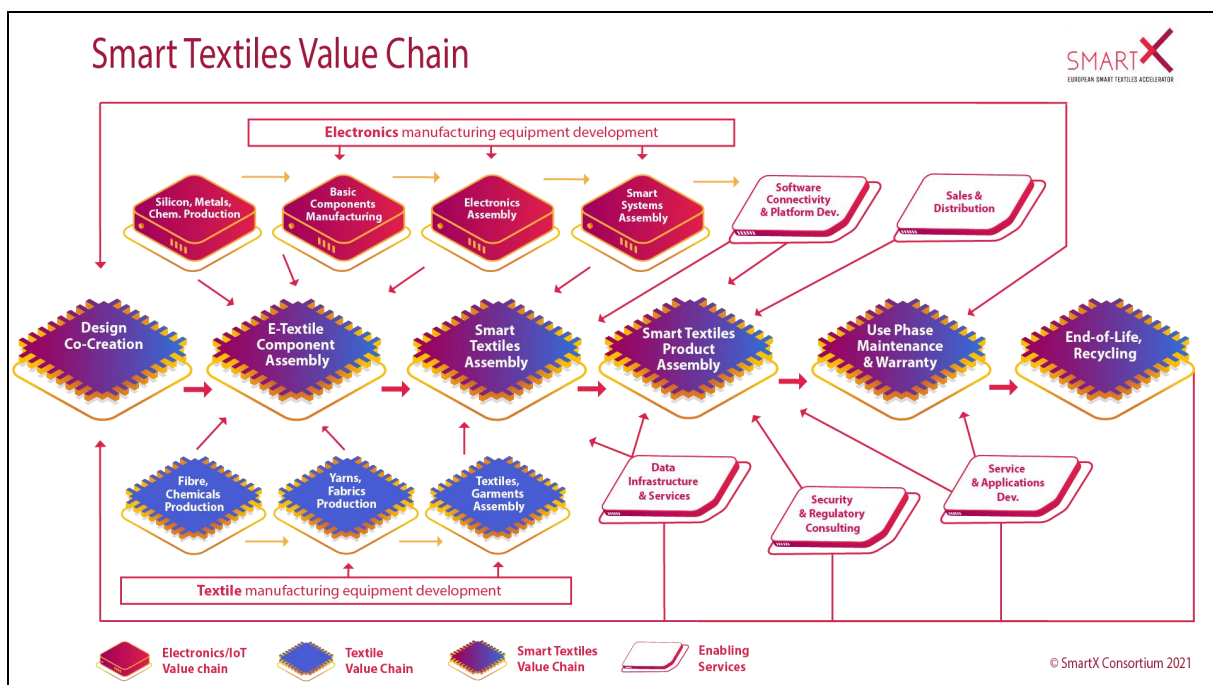 Smart Textiles Value Chain
SMARTX
EUROPEAN SMART TEXTILES ACCELERATOR
Electronics manufacturing equipment development
Silicon, Metals,
Chem. Production
Basic
Components
Manufacturing
Electronics
Assembly
Smart
Systems
Assembly
Software
Connectivity
& Platform Dev.
Sales &
Distribution
Design
Co-Creation
E-Textile
Component
Assembly
Smart
Textiles
Assembly
Smart Textiles
Product
Assembly
Use Phase
Maintenance
& Warranty
End-of-Life,
Recycling
Fibre,
Chemicals
Production
Yarns,
Fabrics
Production
Textiles,
Garments
Assembly
Data
Infrastructure
& Services
Security
& Regulatory
Consulting
Service
& Applications
Dev.
Textile manufacturing equipment development
Electronics/IoT
Value chain
Textile
Value Chain
Smart Textiles
Value Chain
Enabling
Services
© SmartX Consortium 2021